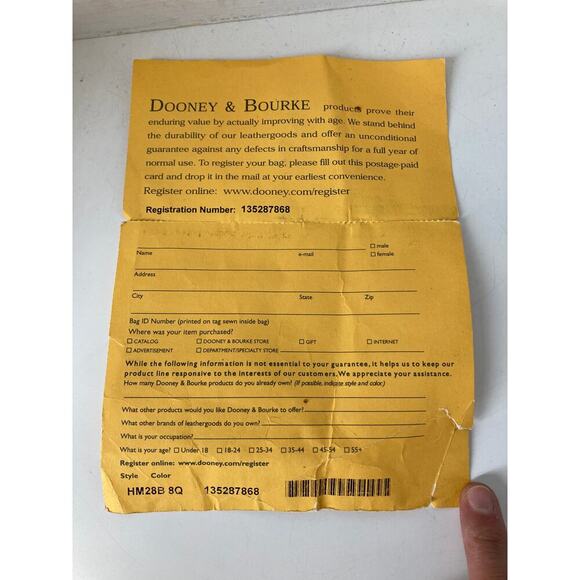 DOONEY & BOURKE products prove their
enduring value by actually improving with age. We stand behind
the durability of our leathergoods and offer an unconditional
guarantee against any defects in craftsmanship for a full year of
normal use. To register your bag, please fill out this postage-paid
card and drop it in the mail at your earliest convenience.
Register online: www.dooney.com/register
Registration Number: 135287868
Name e-mail □ male
□ female
Address
City State Zip
Bag ID Number (printed on tag sewn inside bag)
Where was your item purchased?
□ CATALOG □ DOONEY & BOURKE STORE □ GIFT □ INTERNET
□ ADVERTISEMENT □ DEPARTMENT/SPECIALTY STORE
While the following information is not essential to your guarantee, it helps us to keep our
product line responsive to the interests of our customers. We appreciate your assistance.
How many Dooney & Bourke products do you already own? (If possible, indicate style and color.)
What other products would you like Dooney & Bourke to offer?
What other brands of leathergoods do you own?
What is your occupation?
What is your age? □ Under 18 □ 18-24 □ 25-34 □ 35-44 □ 45-54 □ 55+
Register online: www.dooney.com/register
Style Color
HM28B 8Q 135287868